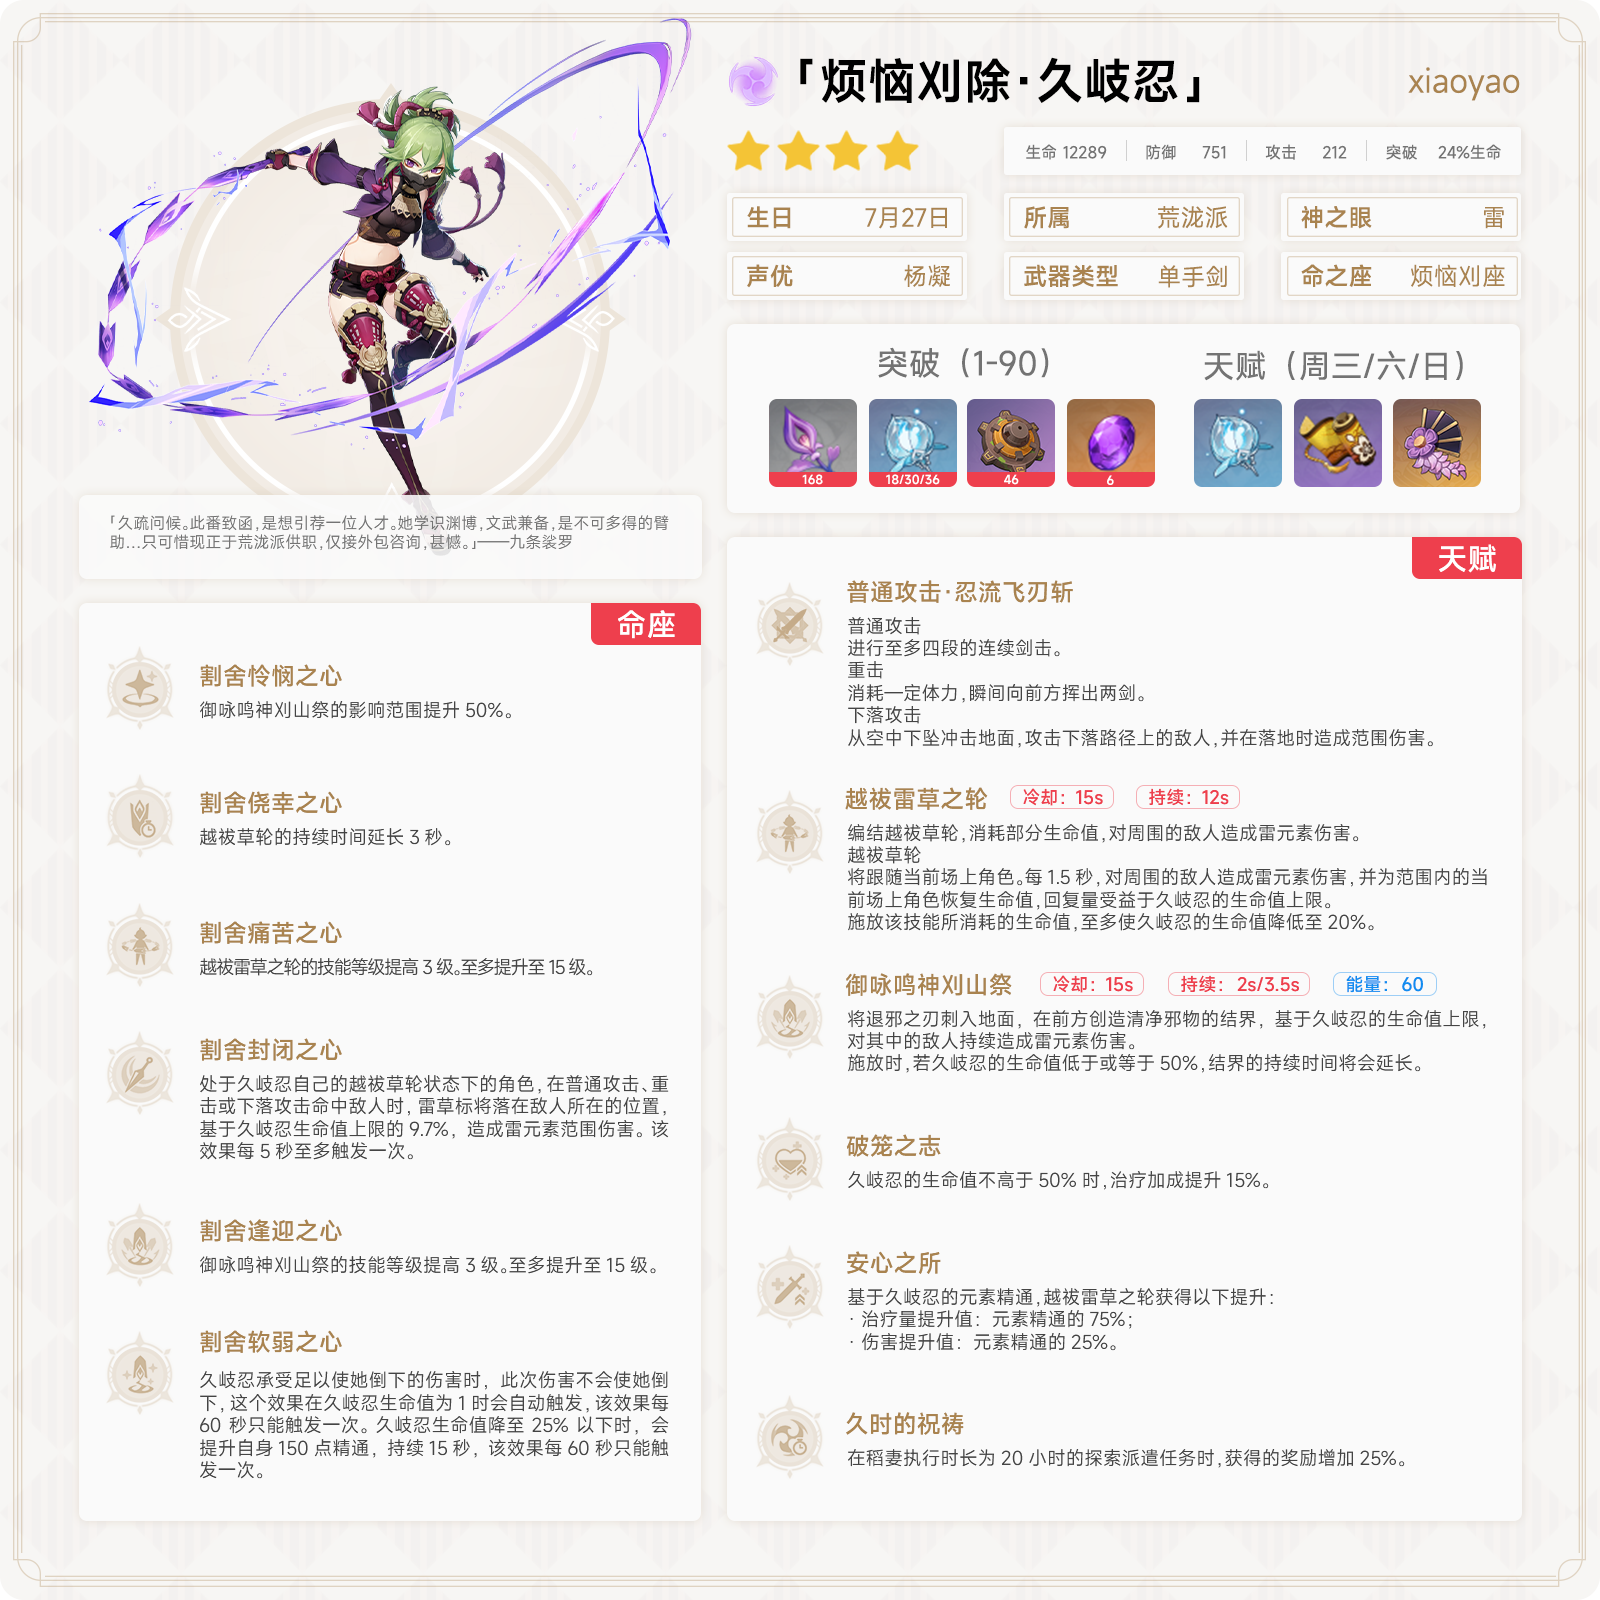 「烦恼刈除·久岐忍」
xiaoyao
生命 12289 防御 751 攻击 212 突破 24%生命
生日 7月27日
所属 荒泷派
神之眼 雷
声优 杨凝
武器类型 单手剑
命之座 烦恼刈座
突破（1-90）
168
18/30/36
46
6
天赋（周三/六/日）
「久疏问候。此番致函,是想引荐一位人才。她学识渊博,文武兼备,是不可多得的臂
助...只可惜现正于荒泷派供职,仅接外包咨询,甚憾。」——九条裟罗
命座
割舍怜悯之心
御咏鸣神刈山祭的影响范围提升 50%。
割舍侥幸之心
越祓草轮的持续时间延长 3 秒。
割舍痛苦之心
越祓雷草之轮的技能等级提高 3 级。至多提升至 15 级。
割舍封闭之心
处于久岐忍自己的越祓草轮状态下的角色,在普通攻击、重
击或下落攻击命中敌人时,雷草标将落在敌人所在的位置,
基于久岐忍生命值上限的 9.7%，造成雷元素范围伤害。该
效果每 5 秒至多触发一次。
割舍逢迎之心
御咏鸣神刈山祭的技能等级提高 3 级。至多提升至 15 级。
割舍软弱之心
久岐忍承受足以使她倒下的伤害时，此次伤害不会使她倒
下,这个效果在久岐忍生命值为 1 时会自动触发,该效果每
60 秒只能触发一次。久岐忍生命值降至 25% 以下时，会
提升自身 150 点精通，持续 15 秒，该效果每 60 秒只能触
发一次。
天赋
普通攻击·忍流飞刃斩
普通攻击
进行至多四段的连续剑击。
重击
消耗一定体力,瞬间向前方挥出两剑。
下落攻击
从空中下坠冲击地面,攻击下落路径上的敌人,并在落地时造成范围伤害。
越祓雷草之轮 冷却：15s 持续：12s
编结越祓草轮,消耗部分生命值,对周围的敌人造成雷元素伤害。
越祓草轮
将跟随当前场上角色。每 1.5 秒,对周围的敌人造成雷元素伤害,并为范围内的当
前场上角色恢复生命值,回复量受益于久岐忍的生命值上限。
施放该技能所消耗的生命值,至多使久岐忍的生命值降低至 20%。
御咏鸣神刈山祭 冷却：15s 持续：2s/3.5s 能量：60
将退邪之刃刺入地面，在前方创造清净邪物的结界，基于久岐忍的生命值上限,
对其中的敌人持续造成雷元素伤害。
施放时,若久岐忍的生命值低于或等于 50%,结界的持续时间将会延长。
破笼之志
久岐忍的生命值不高于 50% 时,治疗加成提升 15%。
安心之所
基于久岐忍的元素精通,越祓雷草之轮获得以下提升:
· 治疗量提升值：元素精通的 75%;
· 伤害提升值：元素精通的 25%。
久时的祝祷
在稻妻执行时长为 20 小时的探索派遣任务时,获得的奖励增加 25%。